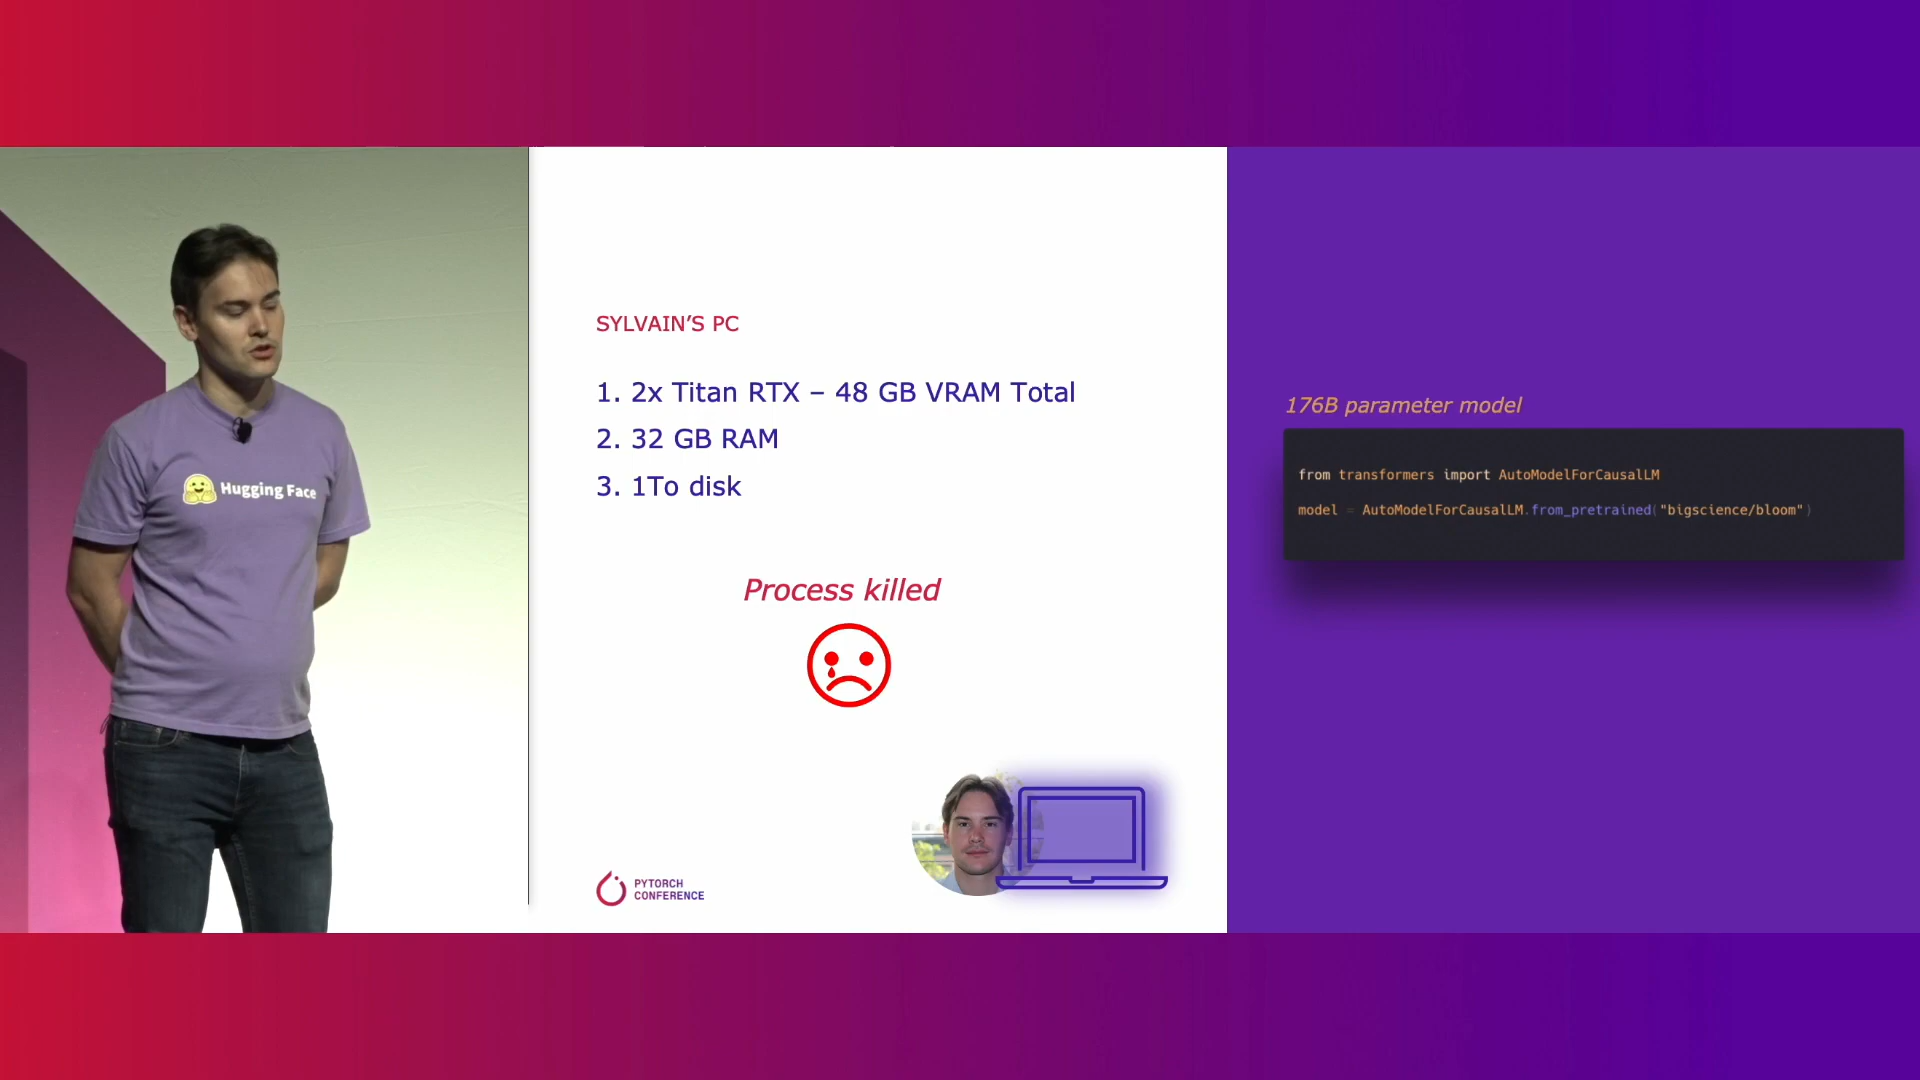 Hugging Face
SYLVAIN'S PC
1. 2x Titan RTX – 48 GB VRAM Total
2. 32 GB RAM
3. 1To disk
Process killed
PYTORCH
CONFERENCE
176B parameter model
from transformers import AutoModelForCausalLM
model = AutoModelForCausalLM.from_pretrained("bigscience/bloom")